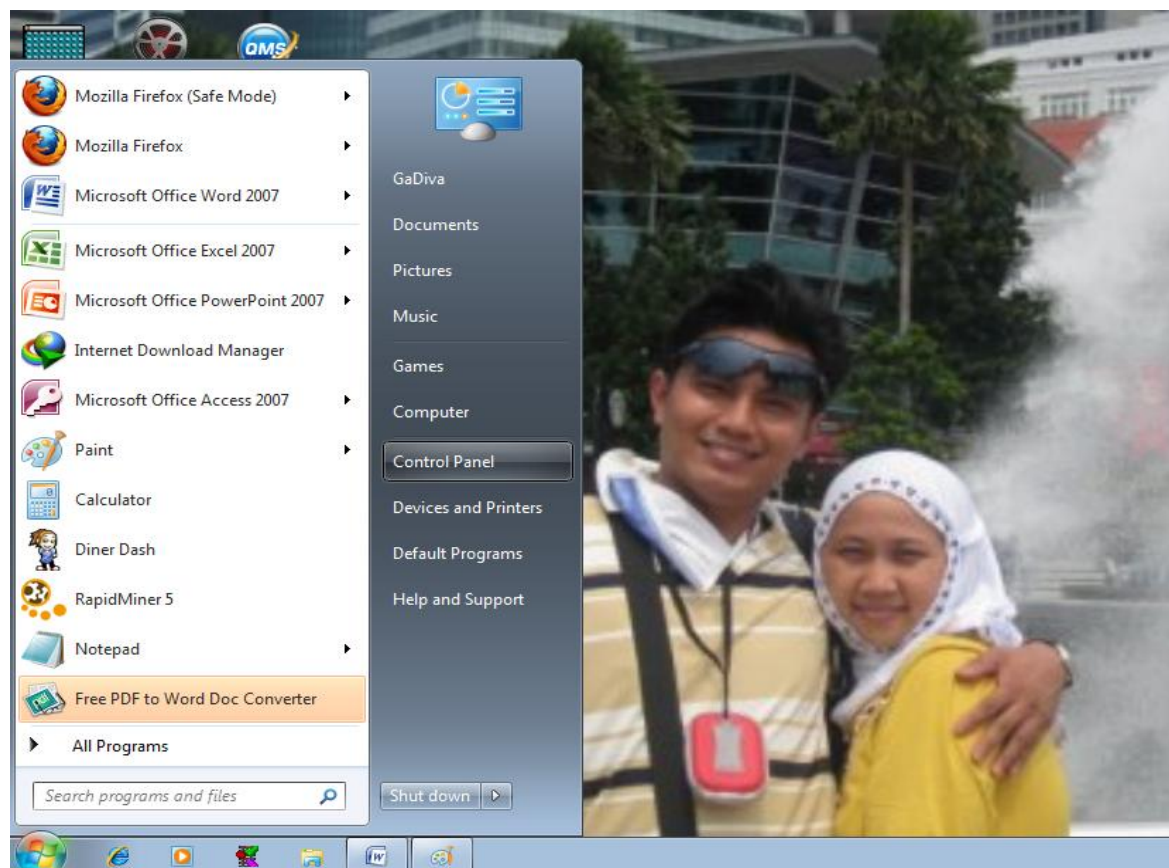 QMS
Mozilla Firefox (Safe Mode)
Mozilla Firefox
Microsoft Office Word 2007
Microsoft Office Excel 2007
Microsoft Office PowerPoint 2007
Internet Download Manager
Microsoft Office Access 2007
Paint
Calculator
Diner Dash
RapidMiner 5
Notepad
Free PDF to Word Doc Converter
All Programs
Search programs and files
GaDiva
Documents
Pictures
Music
Games
Computer
Control Panel
Devices and Printers
Default Programs
Help and Support
Shut down